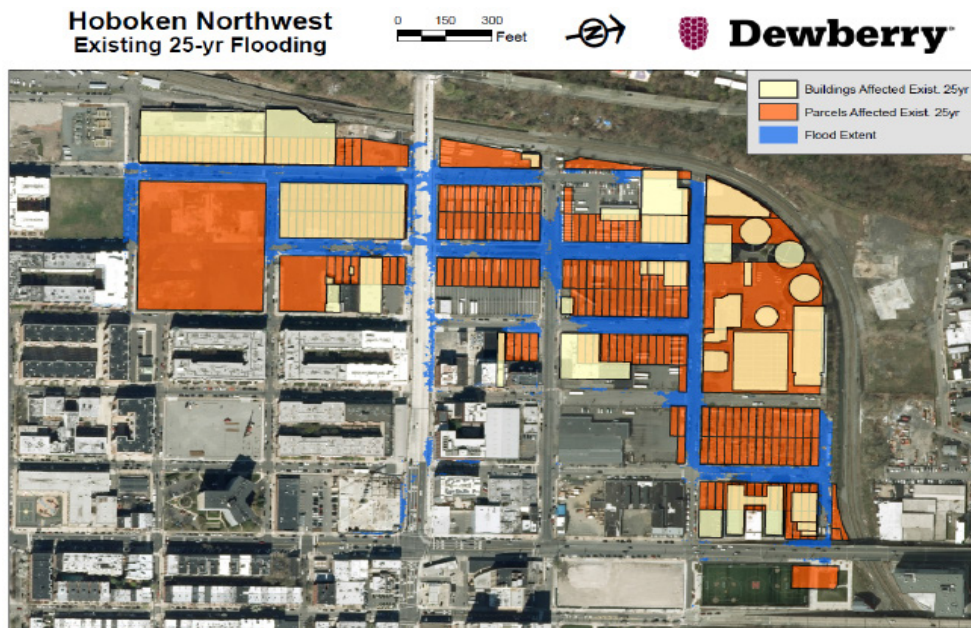 Hoboken Northwest
Existing 25-yr Flooding
0 150 300
Feet
N
Dewberry
Buildings Affected Exist. 25yr
Parcels Affected Exist. 25yr
Flood Extent